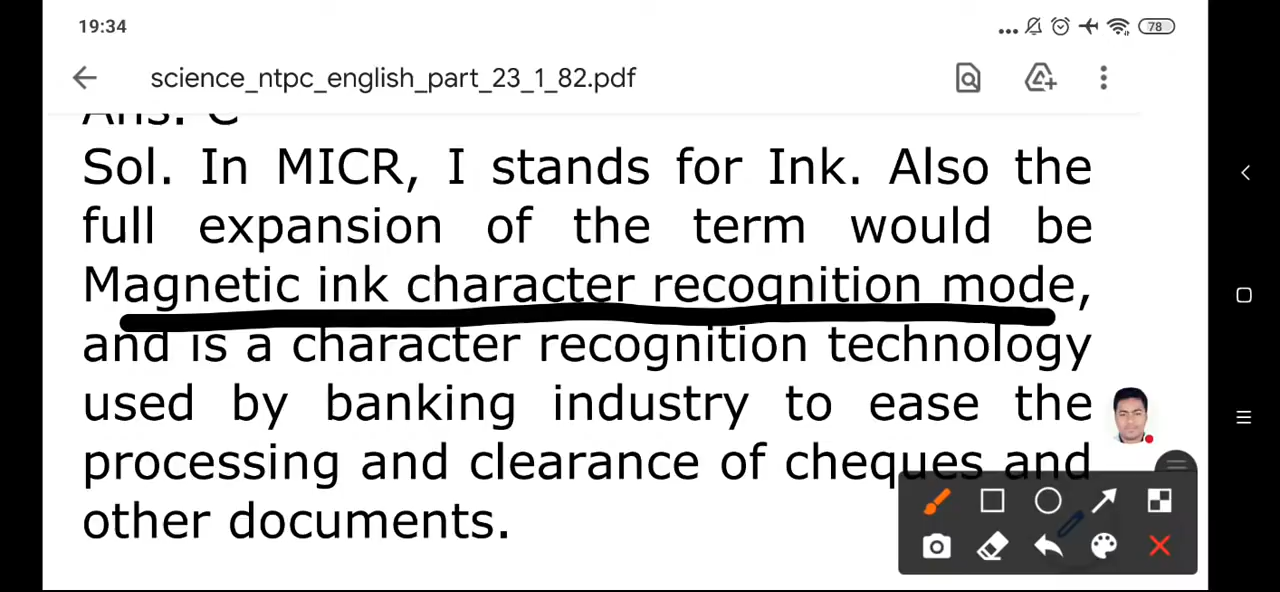 19:34
78
science_ntpc_english_part_23_1_82.pdf
Ans. C
Sol. In MICR, I stands for Ink. Also the
full expansion of the term would be
Magnetic ink character recognition mode,
and is a character recognition technology
used by banking industry to ease the
processing and clearance of cheques and
other documents.